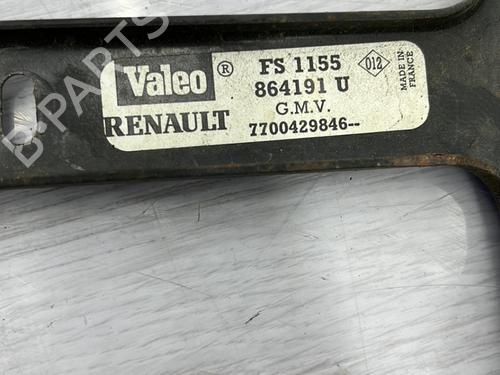 Valeo ® FS 1155 012
864191 U
G.M.V.
RENAULT 7700429846--
MADE IN
FRANCE
B-PARTS